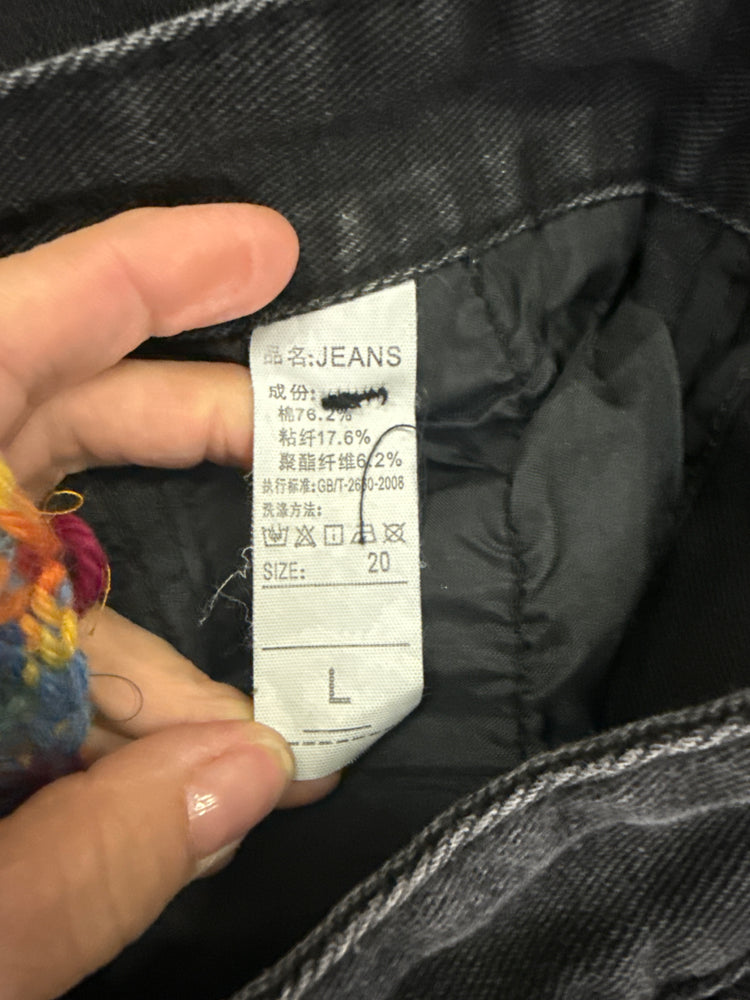 品名:JEANS
成份:
棉76.2%
粘纤17.6%
聚酯纤维6.2%
执行标准:GB/T-2660-2008
洗涤方法:
SIZE: 20
L